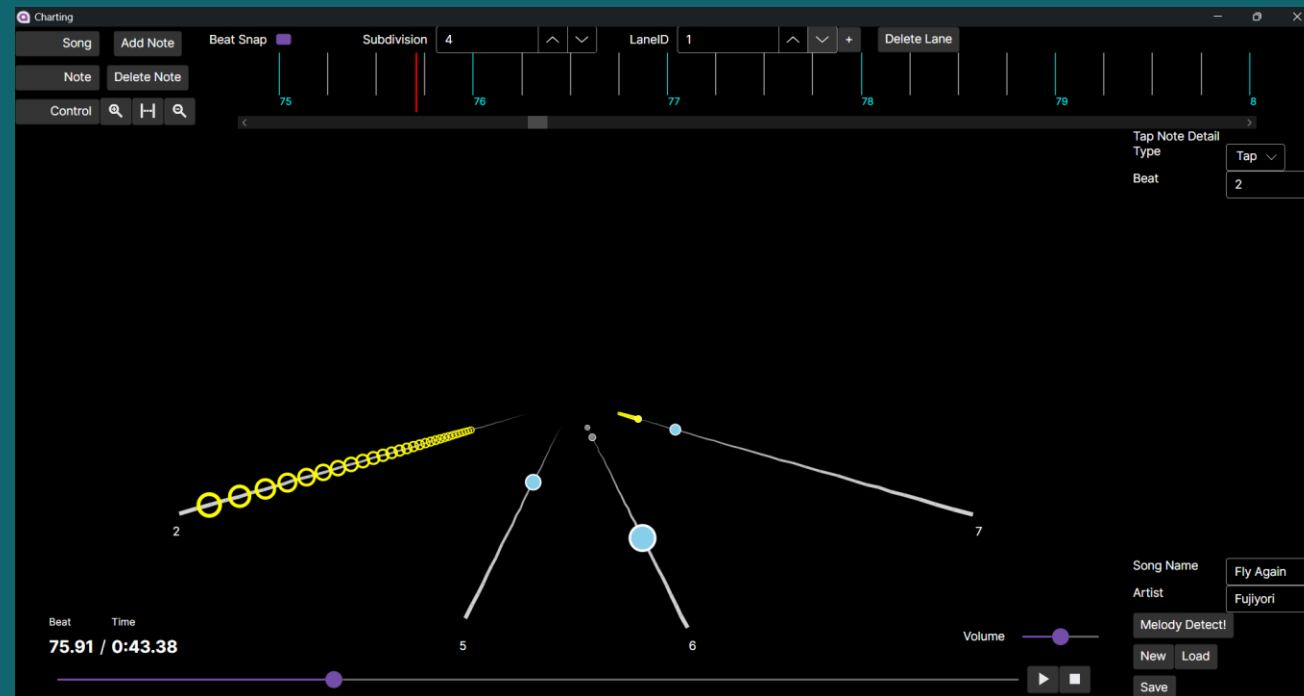 Charting
Song Add Note Beat Snap Subdivision 4 LaneID 1 + Delete Lane
Note Delete Note
75 76 77 78 79 8
Control
Tap Note Detail
Type Tap
Beat 2
2 7
5 6
Song Name Fly Again
Artist Fujiyori
Melody Detect!
New Load
Save
Beat Time
75.91 / 0:43.38
Volume